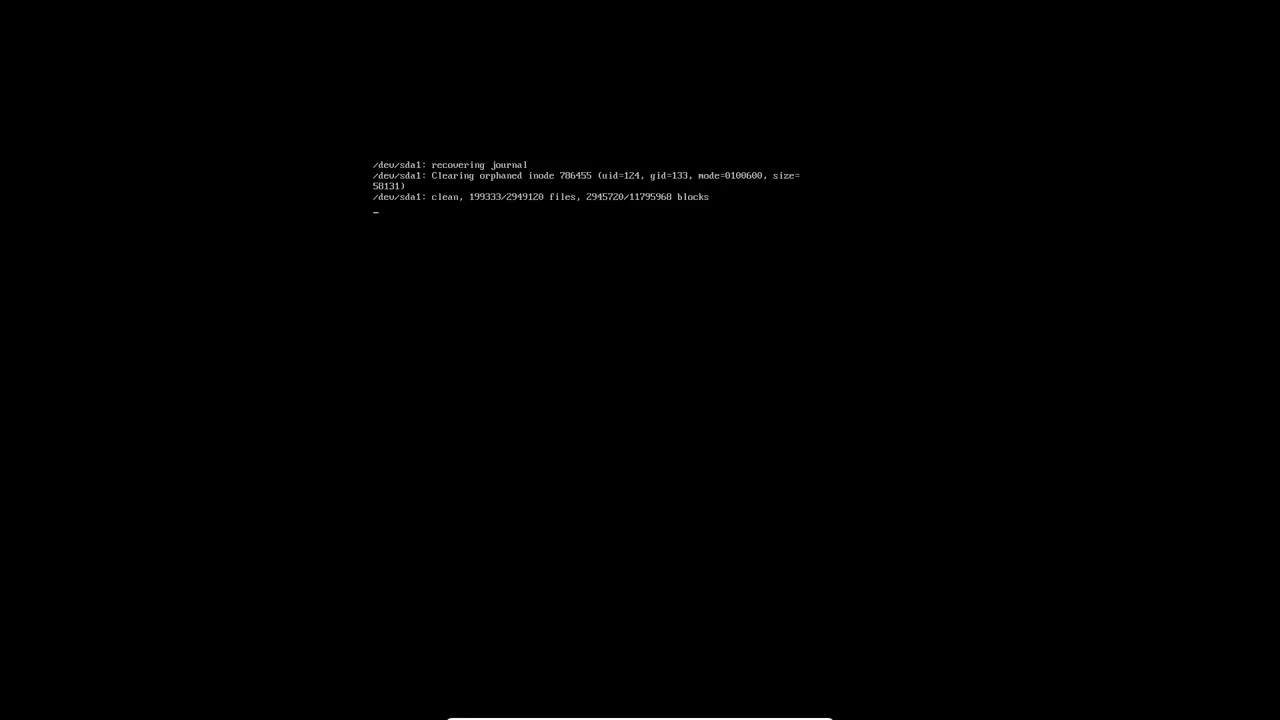 /dev/sda1: recovering journal
/dev/sda1: Clearing orphaned inode 786455 (uid=124, gid=133, mode=0100600, size=
58131)
/dev/sda1: clean, 199333/2949120 files, 2945720/11795968 blocks
_